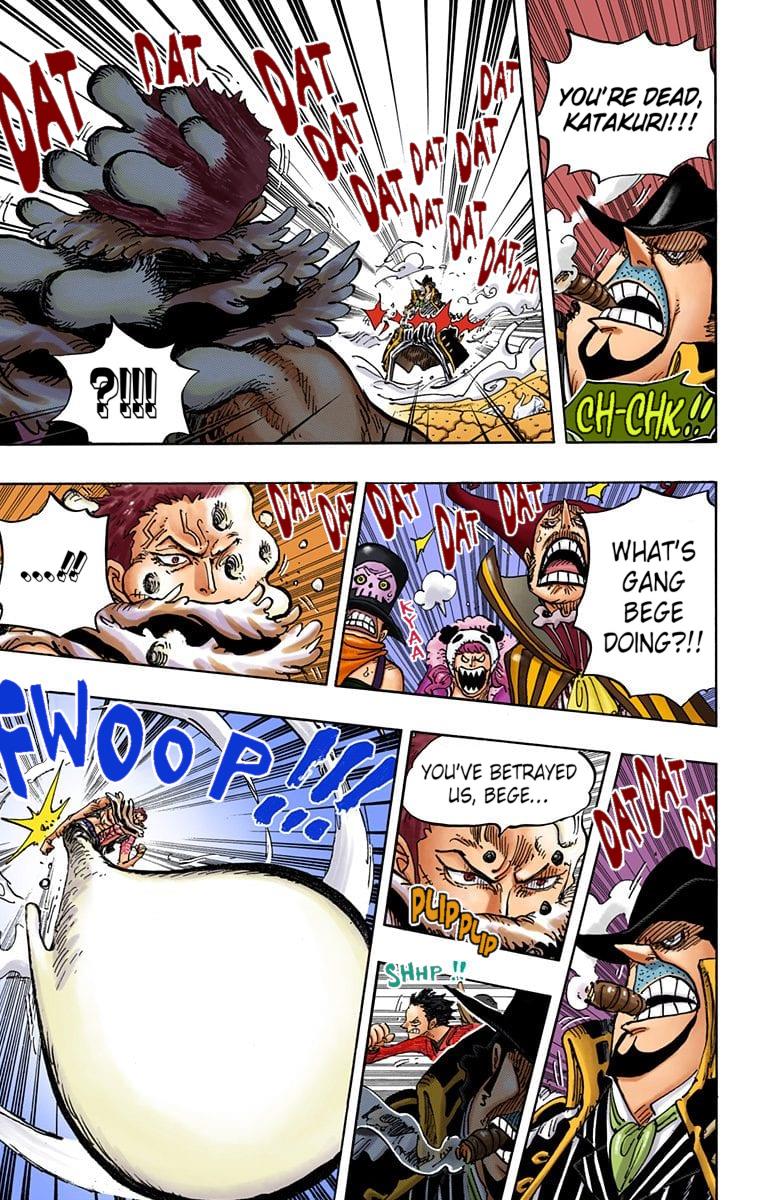 YOU'RE DEAD,
KATAKURI!!!
CH-CHK!!
DAT
DAT
DAT
DAT
DAT
DAT
DAT
DAT
DAT
DAT
DAT
DAT
?!!!
WHAT'S
GANG
BEGE
DOING?!!
DAT
DAT
DAT
KYAA
DAT
DAT
...!!
DAT
DAT
DAT
YOU'VE BETRAYED
US, BEGE...
PLIP PLIP
SHHP!!
FWOOP!!!